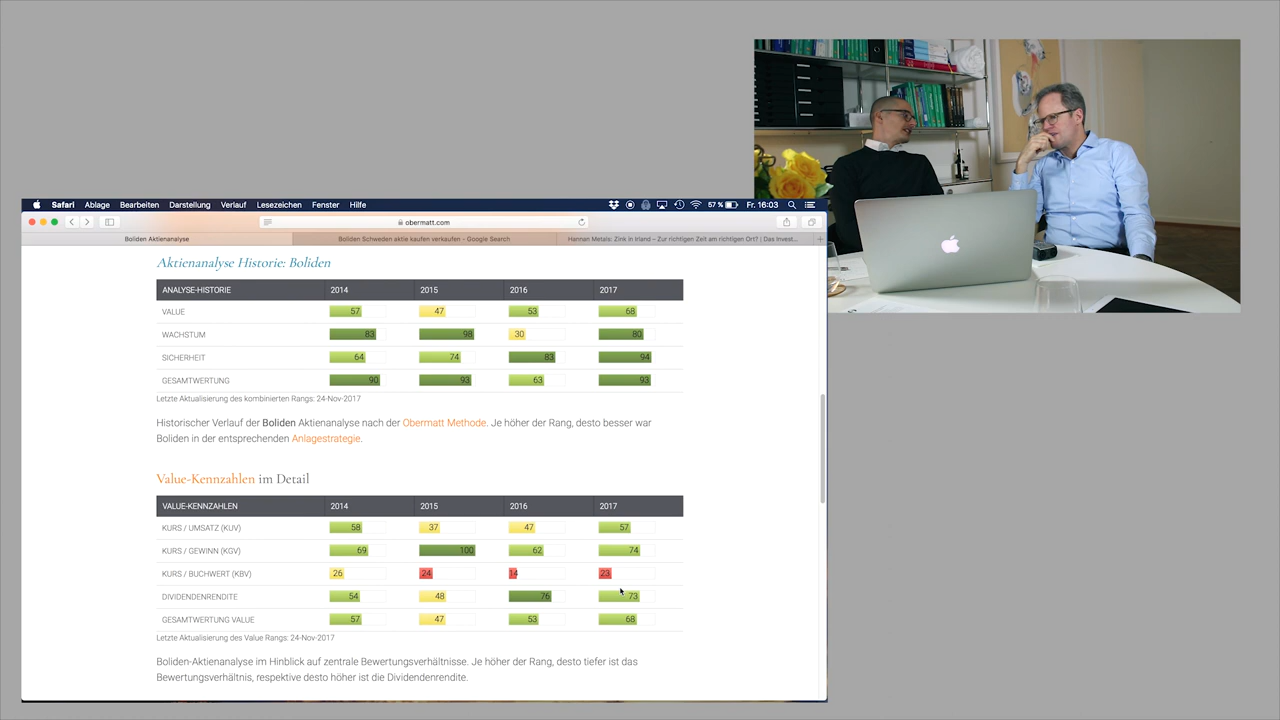 Safari Ablage Bearbeiten Darstellung Verlauf Lesezeichen Fenster Hilfe 57 % Fr. 16:03
obermatt.com
Boliden Aktienanalyse Boliden Schweden aktie kaufen verkaufen - Google Search Hannan Metals: Zink in Irland – Zur richtigen Zeit am richtigen Ort? | Das Invest...
Aktienanalyse Historie: Boliden
ANALYSE-HISTORIE 2014 2015 2016 2017
VALUE 57 47 53 68
WACHSTUM 83 98 30 80
SICHERHEIT 64 74 83 94
GESAMTWERTUNG 90 93 63 93
Letzte Aktualisierung des kombinierten Rangs: 24-Nov-2017
Historischer Verlauf der Boliden Aktienanalyse nach der Obermatt Methode. Je höher der Rang, desto besser war
Boliden in der entsprechenden Anlagestrategie.
Value-Kennzahlen im Detail
VALUE-KENNZAHLEN 2014 2015 2016 2017
KURS / UMSATZ (KUV) 58 37 47 57
KURS / GEWINN (KGV) 69 100 62 74
KURS / BUCHWERT (KBV) 26 24 14 23
DIVIDENDENRENDITE 54 48 76 73
GESAMTWERTUNG VALUE 57 47 53 68
Letzte Aktualisierung des Value Rangs: 24-Nov-2017
Boliden-Aktienanalyse im Hinblick auf zentrale Bewertungsverhältnisse. Je höher der Rang, desto tiefer ist das
Bewertungsverhältnis, respektive desto höher ist die Dividendenrendite.